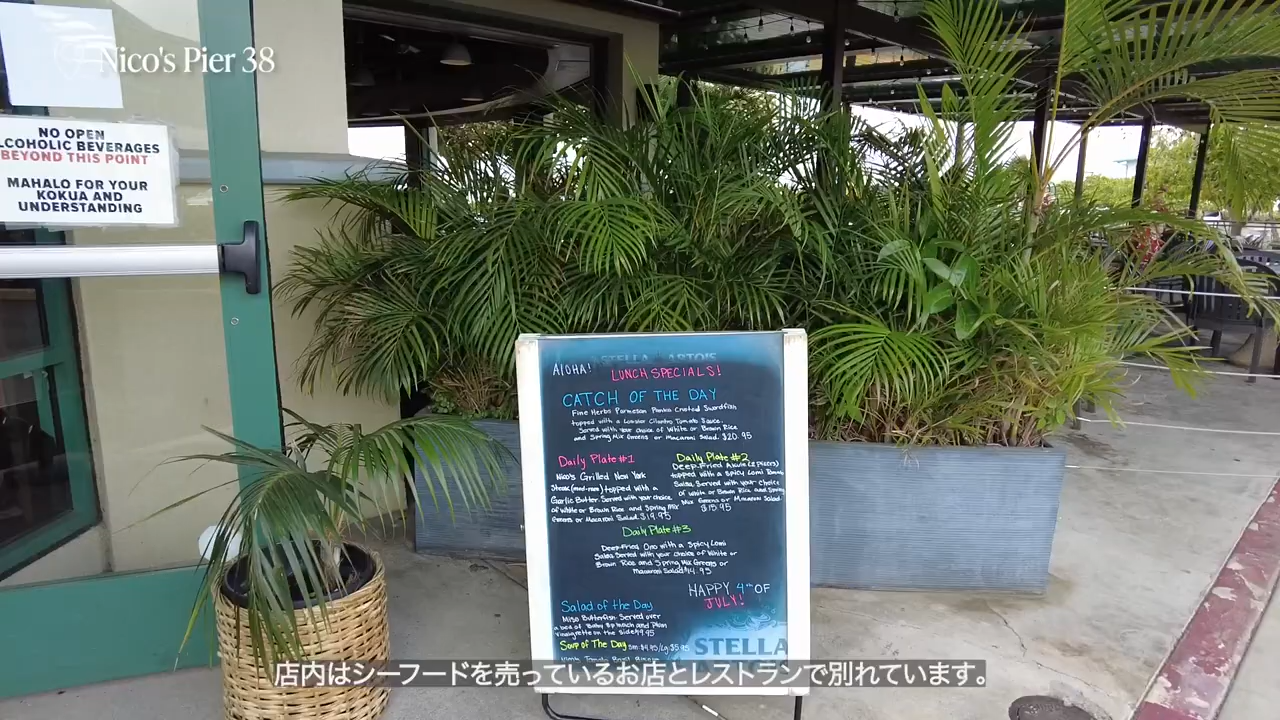 Nico's Pier 38
NO OPEN
LCOHOLIC BEVERAGES
BEYOND THIS POINT
MAHALO FOR YOUR
KOKUA AND
UNDERSTANDING
STELLA ARTOIS
ALOHA!
LUNCH SPECIALS!
CATCH OF THE DAY
Fine Herbs Parmesan Panko Crusted Swordfish
topped with a Lobster Cilantro Tomato Sauce.
Served with your choice of White or Brown Rice
and Spring Mix Greens or Macaroni Salad. $20.95
Daily Plate #1
Nico's Grilled New York
Steak (med-rare) topped with a
Garlic Butter. Served with your choice
of White or Brown Rice and Spring Mix
Greens or Macaroni Salad $19.95
Daily Plate #2
Deep-Fried Akule (2 pieces)
topped with a Spicy Lomi
Salsa. Served with your choice
of White or Brown Rice and Spring
Mix Greens or Macaroni Salad
$15.95
Daily Plate #3
Deep-Fried Ono with a Spicy Lomi
Salsa Served with your choice of White or
Brown Rice and Spring Mix Greens or
Macaroni Salad $14.95
HAPPY 4TH OF
JULY!
Salad of the Day
Miso Butterfish Served over
a bed of Baby Spinach and
Vinaigrette on the side
Soup of The Day
STELLA
店内はシーフードを売っているお店とレストランで別れています。